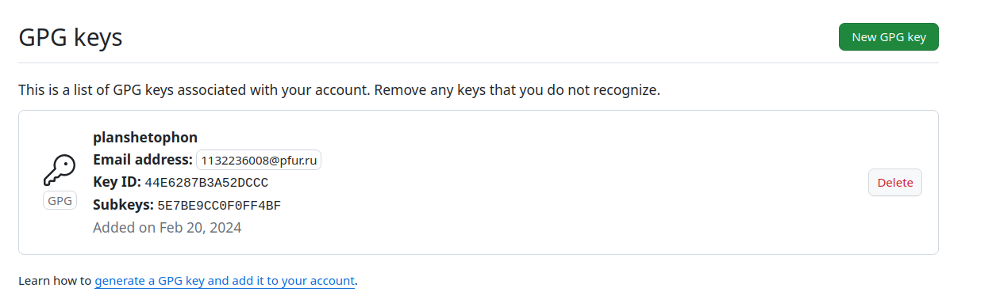 GPG keys
New GPG key
This is a list of GPG keys associated with your account. Remove any keys that you do not recognize.
planshetophon
Email address: 1132236008@pfur.ru
Key ID: 44E6287B3A52DCCC
GPG
Subkeys: 5E7BE9CC0F0FF4BF
Added on Feb 20, 2024
Delete
Learn how to generate a GPG key and add it to your account.